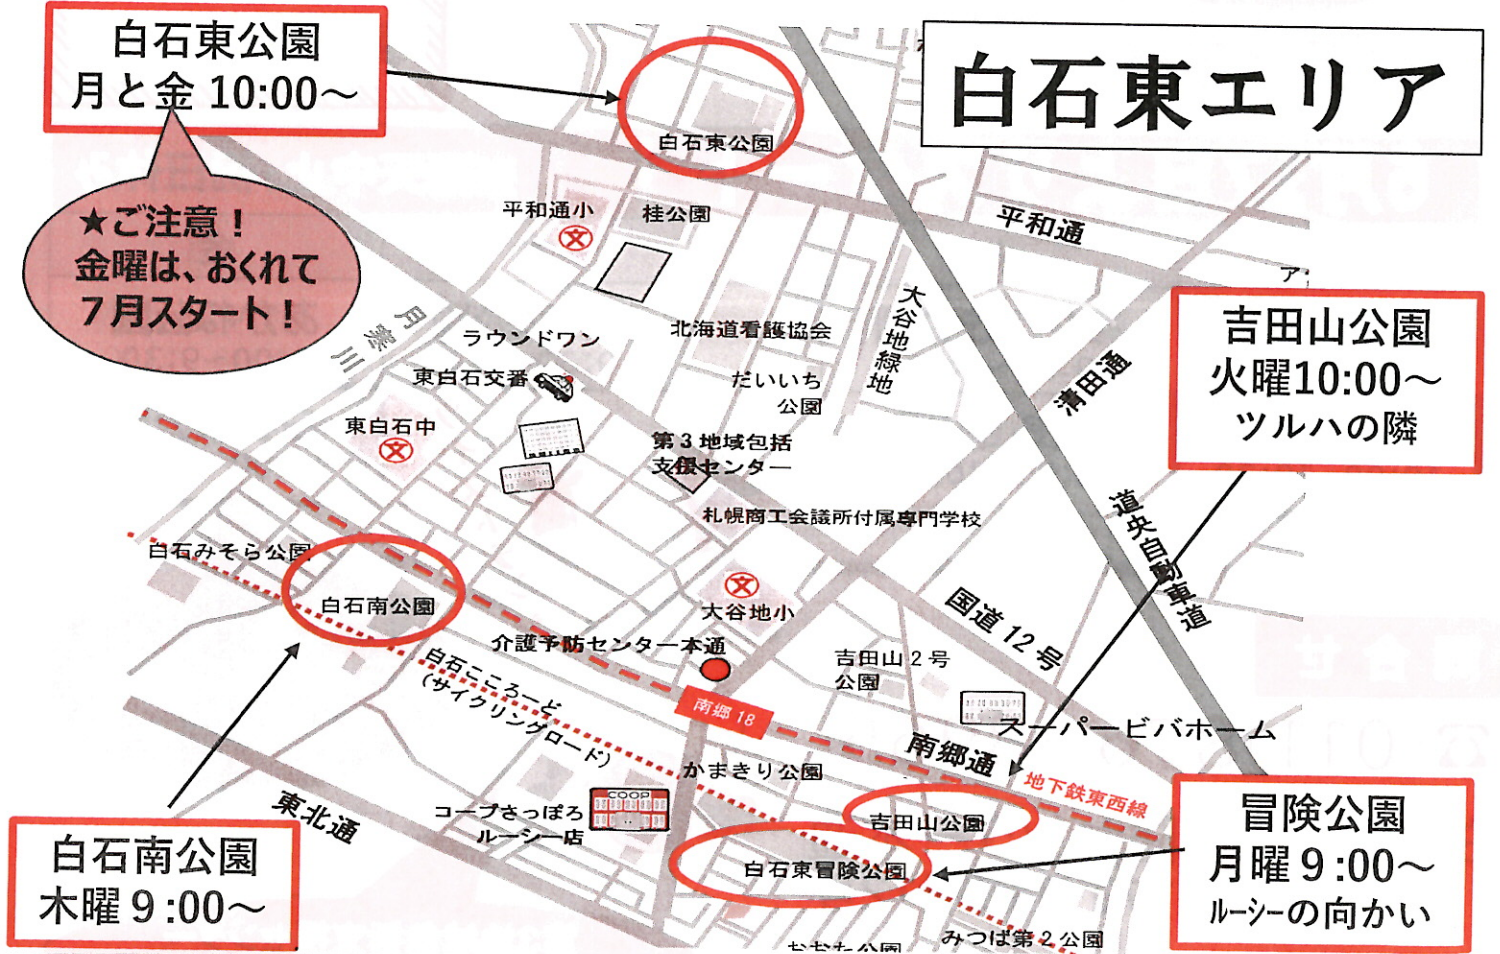 白石東公園
月と金 10:00～
白石東エリア
★ご注意！
金曜は、おくれて
７月スタート！
白石東公園
平和通小
桂公園
平和通
ア
大谷地緑地
月寒川
ラウンドワン
北海道看護協会
東白石交番
だいいち
公園
清田通
吉田山公園
火曜10:00～
ツルハの隣
東白石中
第３地域包括
支援センター
札幌商工会議所付属専門学校
道央自動車道
白石みそら公園
白石南公園
大谷地小
国道12号
介護予防センター本通
吉田山２号
公園
白石こころーど
（サイクリングロード）
南郷 18
スーパービバホーム
南郷通
地下鉄東西線
かまきり公園
東北通
COOP
コープさっぽろ
ルーシー店
吉田山公園
白石東冒険公園
冒険公園
月曜９:00～
ルーシーの向かい
白石南公園
木曜９:00～
みつば第２公園
おおた公園